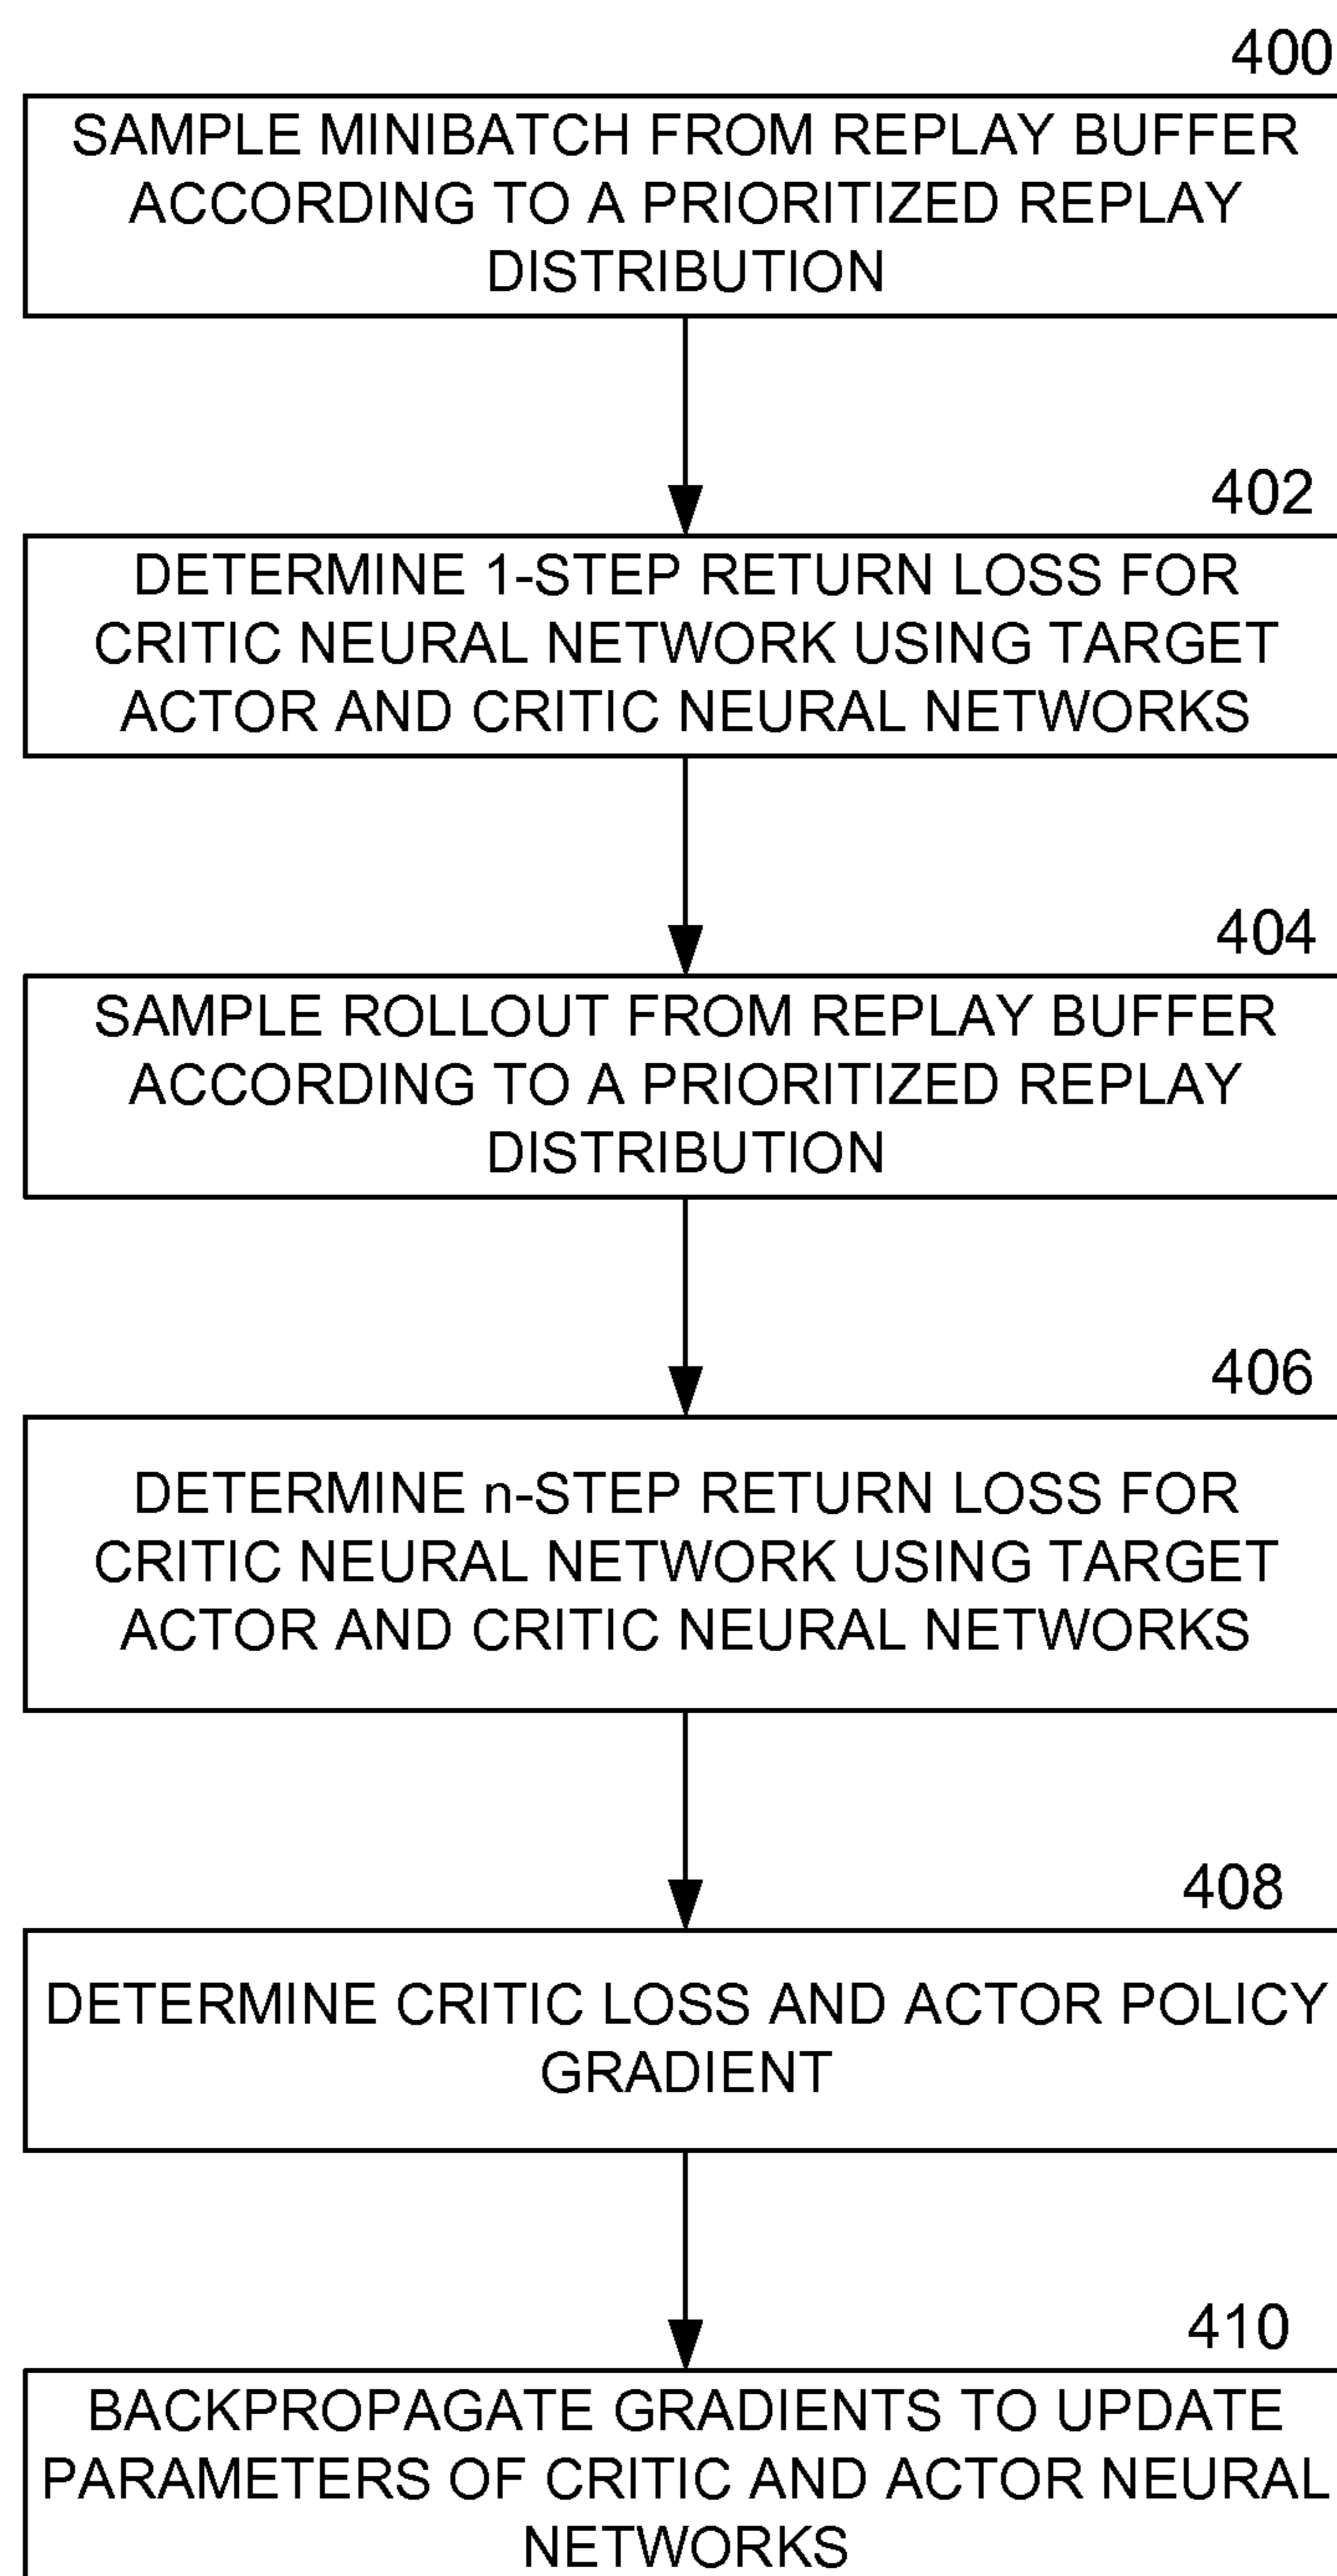 400
SAMPLE MINIBATCH FROM REPLAY BUFFER
ACCORDING TO A PRIORITIZED REPLAY
DISTRIBUTION
402
DETERMINE 1-STEP RETURN LOSS FOR
CRITIC NEURAL NETWORK USING TARGET
ACTOR AND CRITIC NEURAL NETWORKS
404
SAMPLE ROLLOUT FROM REPLAY BUFFER
ACCORDING TO A PRIORITIZED REPLAY
DISTRIBUTION
406
DETERMINE n-STEP RETURN LOSS FOR
CRITIC NEURAL NETWORK USING TARGET
ACTOR AND CRITIC NEURAL NETWORKS
408
DETERMINE CRITIC LOSS AND ACTOR POLICY
GRADIENT
410
BACKPROPAGATE GRADIENTS TO UPDATE
PARAMETERS OF CRITIC AND ACTOR NEURAL
NETWORKS